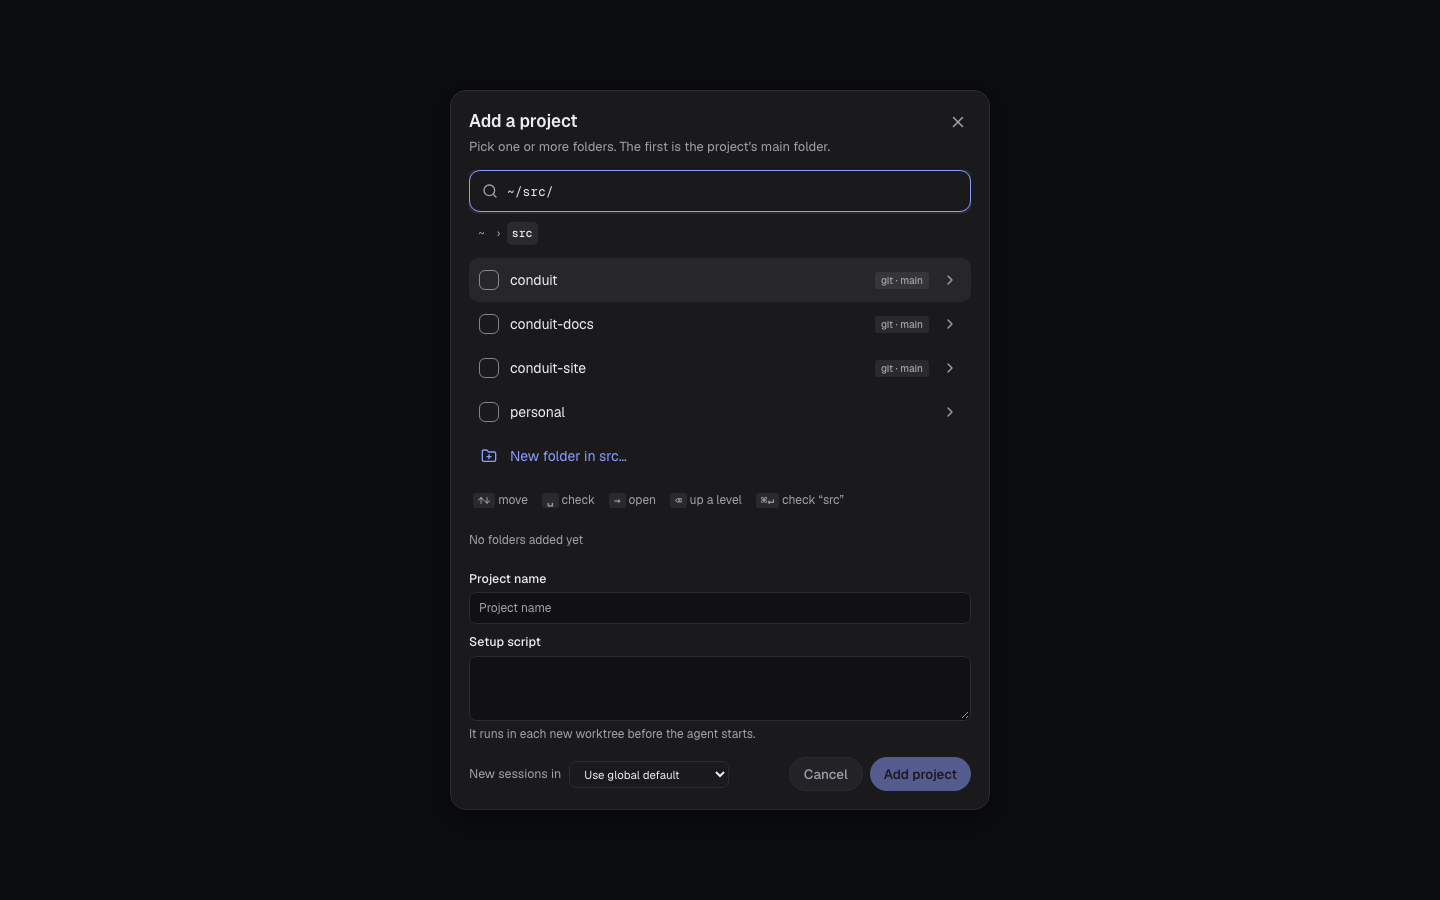 Add a project
Pick one or more folders. The first is the project's main folder.
~/src/
~ › src
conduit git · main
conduit-docs git · main
conduit-site git · main
personal
New folder in src…
↑↓ move ␣ check → open ⌫ up a level ⌘↵ check “src”
No folders added yet
Project name
Project name
Setup script
It runs in each new worktree before the agent starts.
New sessions in Use global default Cancel Add project